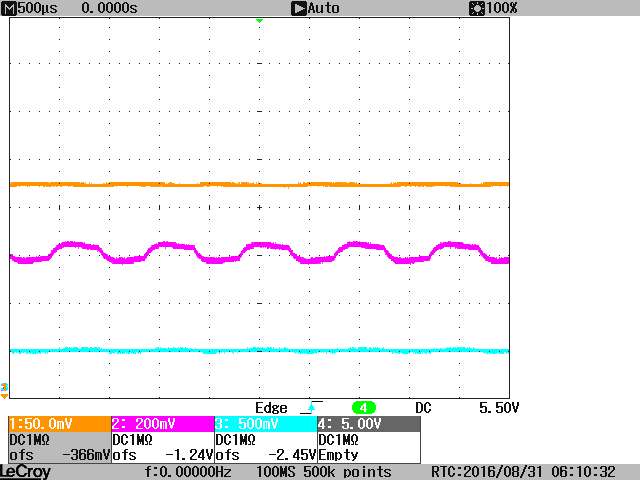 M 500µs 0.0000s Auto 100%
Edge 4 DC 5.50V
1:50.0mV 2: 200mV 3: 500mV 4: 5.00V
DC1MΩ DC1MΩ DC1MΩ DC1MΩ
ofs -366mV ofs -1.24V ofs -2.45V Empty
LeCroy f:0.00000Hz 100MS 500k points RTC:2016/08/31 06:10:32